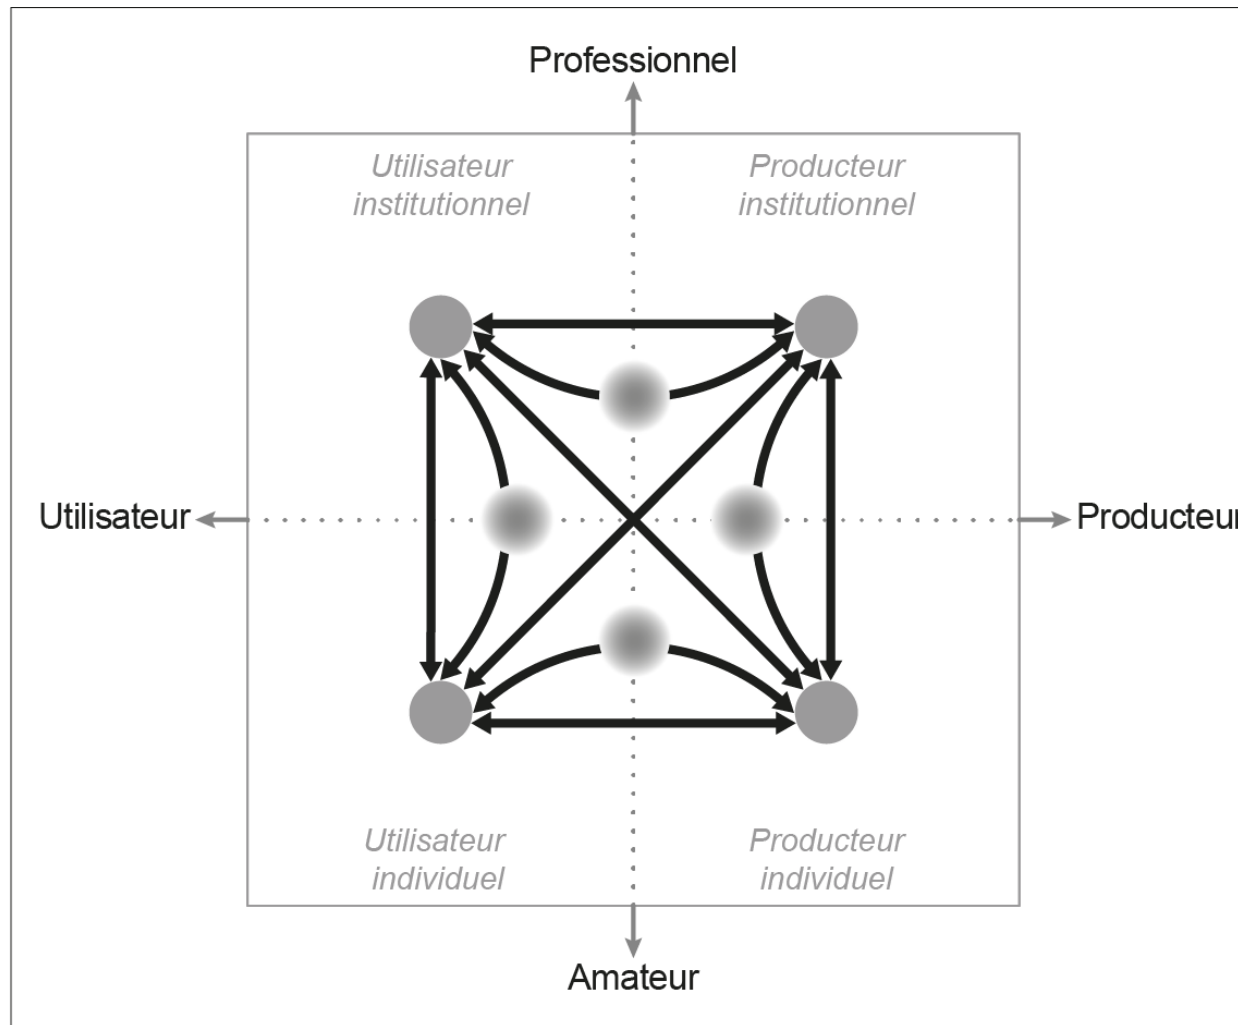 Professionnel
Utilisateur
institutionnel
Producteur
institutionnel
Utilisateur
Producteur
Utilisateur
individuel
Producteur
individuel
Amateur